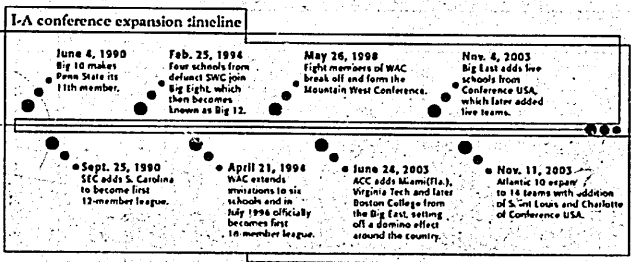 I-A conference expansion timeline
June 4, 1990
Big 10 makes
Penn State its
11th member.
Feb. 25, 1994
Four schools from
defunct SWC join
Big Eight, which
then becomes
known as Big 12.
May 26, 1998
Eight members of WAC
break off and form the
Mountain West Conference.
Nov. 4, 2003
Big East adds five
schools from
Conference USA,
which later added
five teams.
Sept. 25, 1990
SEC adds S. Carolina
to become first
12-member league.
April 21, 1994
WAC extends
invitations to six
schools and in
July 1996 officially
becomes first
16-member league.
June 24, 2003
ACC adds Miami(Fla.),
Virginia Tech and later
Boston College from
the Big East, setting
off a domino effect
around the country.
Nov. 11, 2003
Atlantic 10 expan
to 14 teams with addition
of Saint Louis and Charlotte
of Conference USA.